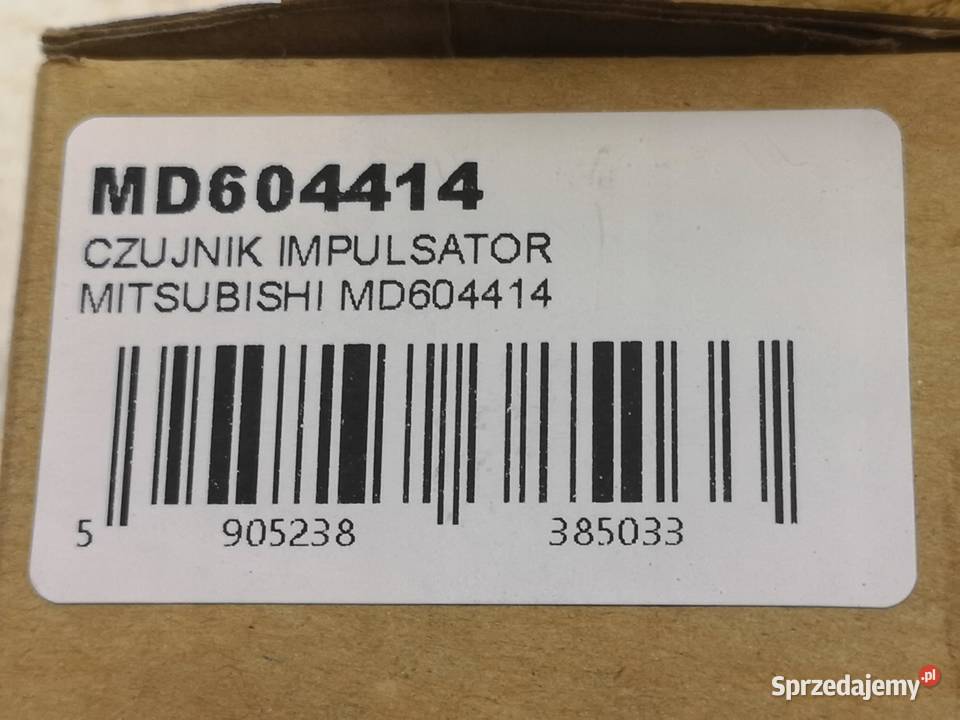 MD604414
CZUJNIK IMPULSATOR
MITSUBISHI MD604414
5 905238 385033
Sprzedajemy.pl